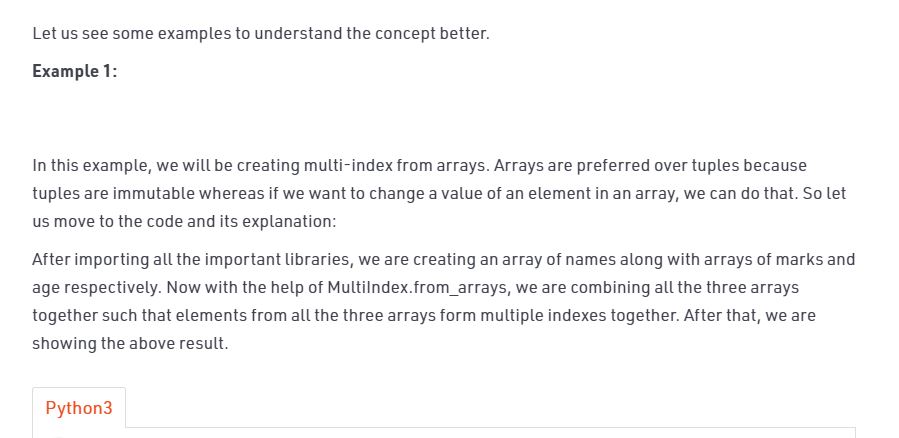 Let us see some examples to understand the concept better.
Example 1:
In this example, we will be creating multi-index from arrays. Arrays are preferred over tuples because
tuples are immutable whereas if we want to change a value of an element in an array, we can do that. So let
us move to the code and its explanation:
After importing all the important libraries, we are creating an array of names along with arrays of marks and
age respectively. Now with the help of MultiIndex.from_arrays, we are combining all the three arrays
together such that elements from all the three arrays form multiple indexes together. After that, we are
showing the above result.
Python3